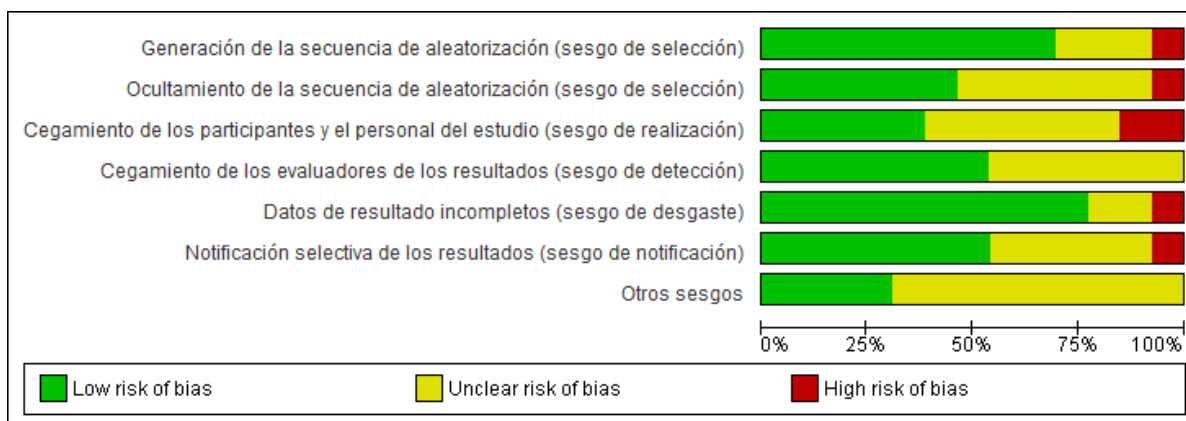 Generación de la secuencia de aleatorización (sesgo de selección)
Ocultamiento de la secuencia de aleatorización (sesgo de selección)
Cegamiento de los participantes y el personal del estudio (sesgo de realización)
Cegamiento de los evaluadores de los resultados (sesgo de detección)
Datos de resultado incompletos (sesgo de desgaste)
Notificación selectiva de los resultados (sesgo de notificación)
Otros sesgos
0% 25% 50% 75% 100%
Low risk of bias Unclear risk of bias High risk of bias